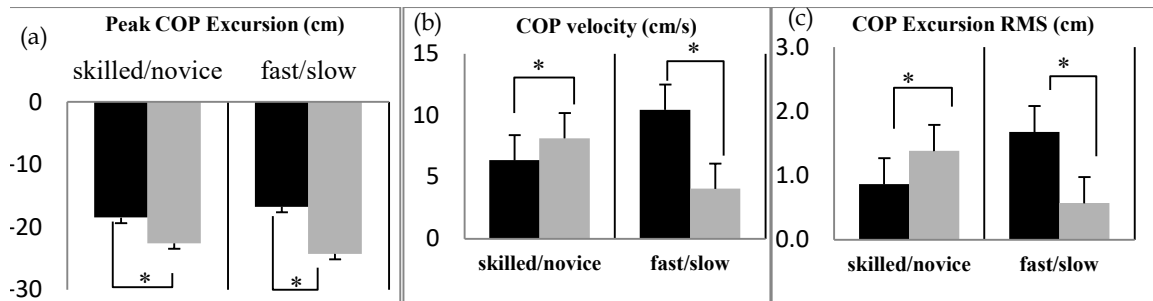 (a)
Peak COP Excursion (cm)
skilled/novice
fast/slow
0
-10
-20
-30
*
*
(b)
COP velocity (cm/s)
15
10
5
0
*
*
skilled/novice
fast/slow
(c)
COP Excursion RMS (cm)
3.0
2.0
1.0
0.0
*
*
skilled/novice
fast/slow